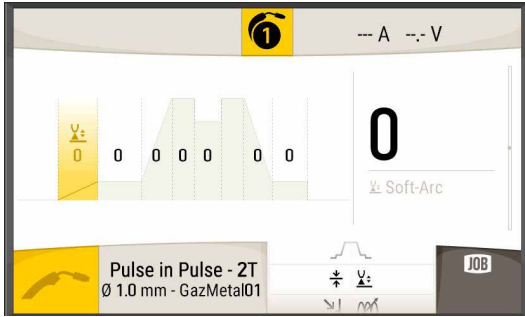 1
--- A --.- V
0 0 0 0 0 0 0
0
Soft-Arc
Pulse in Pulse - 2T
Ø 1.0 mm - GazMetal01
JOB